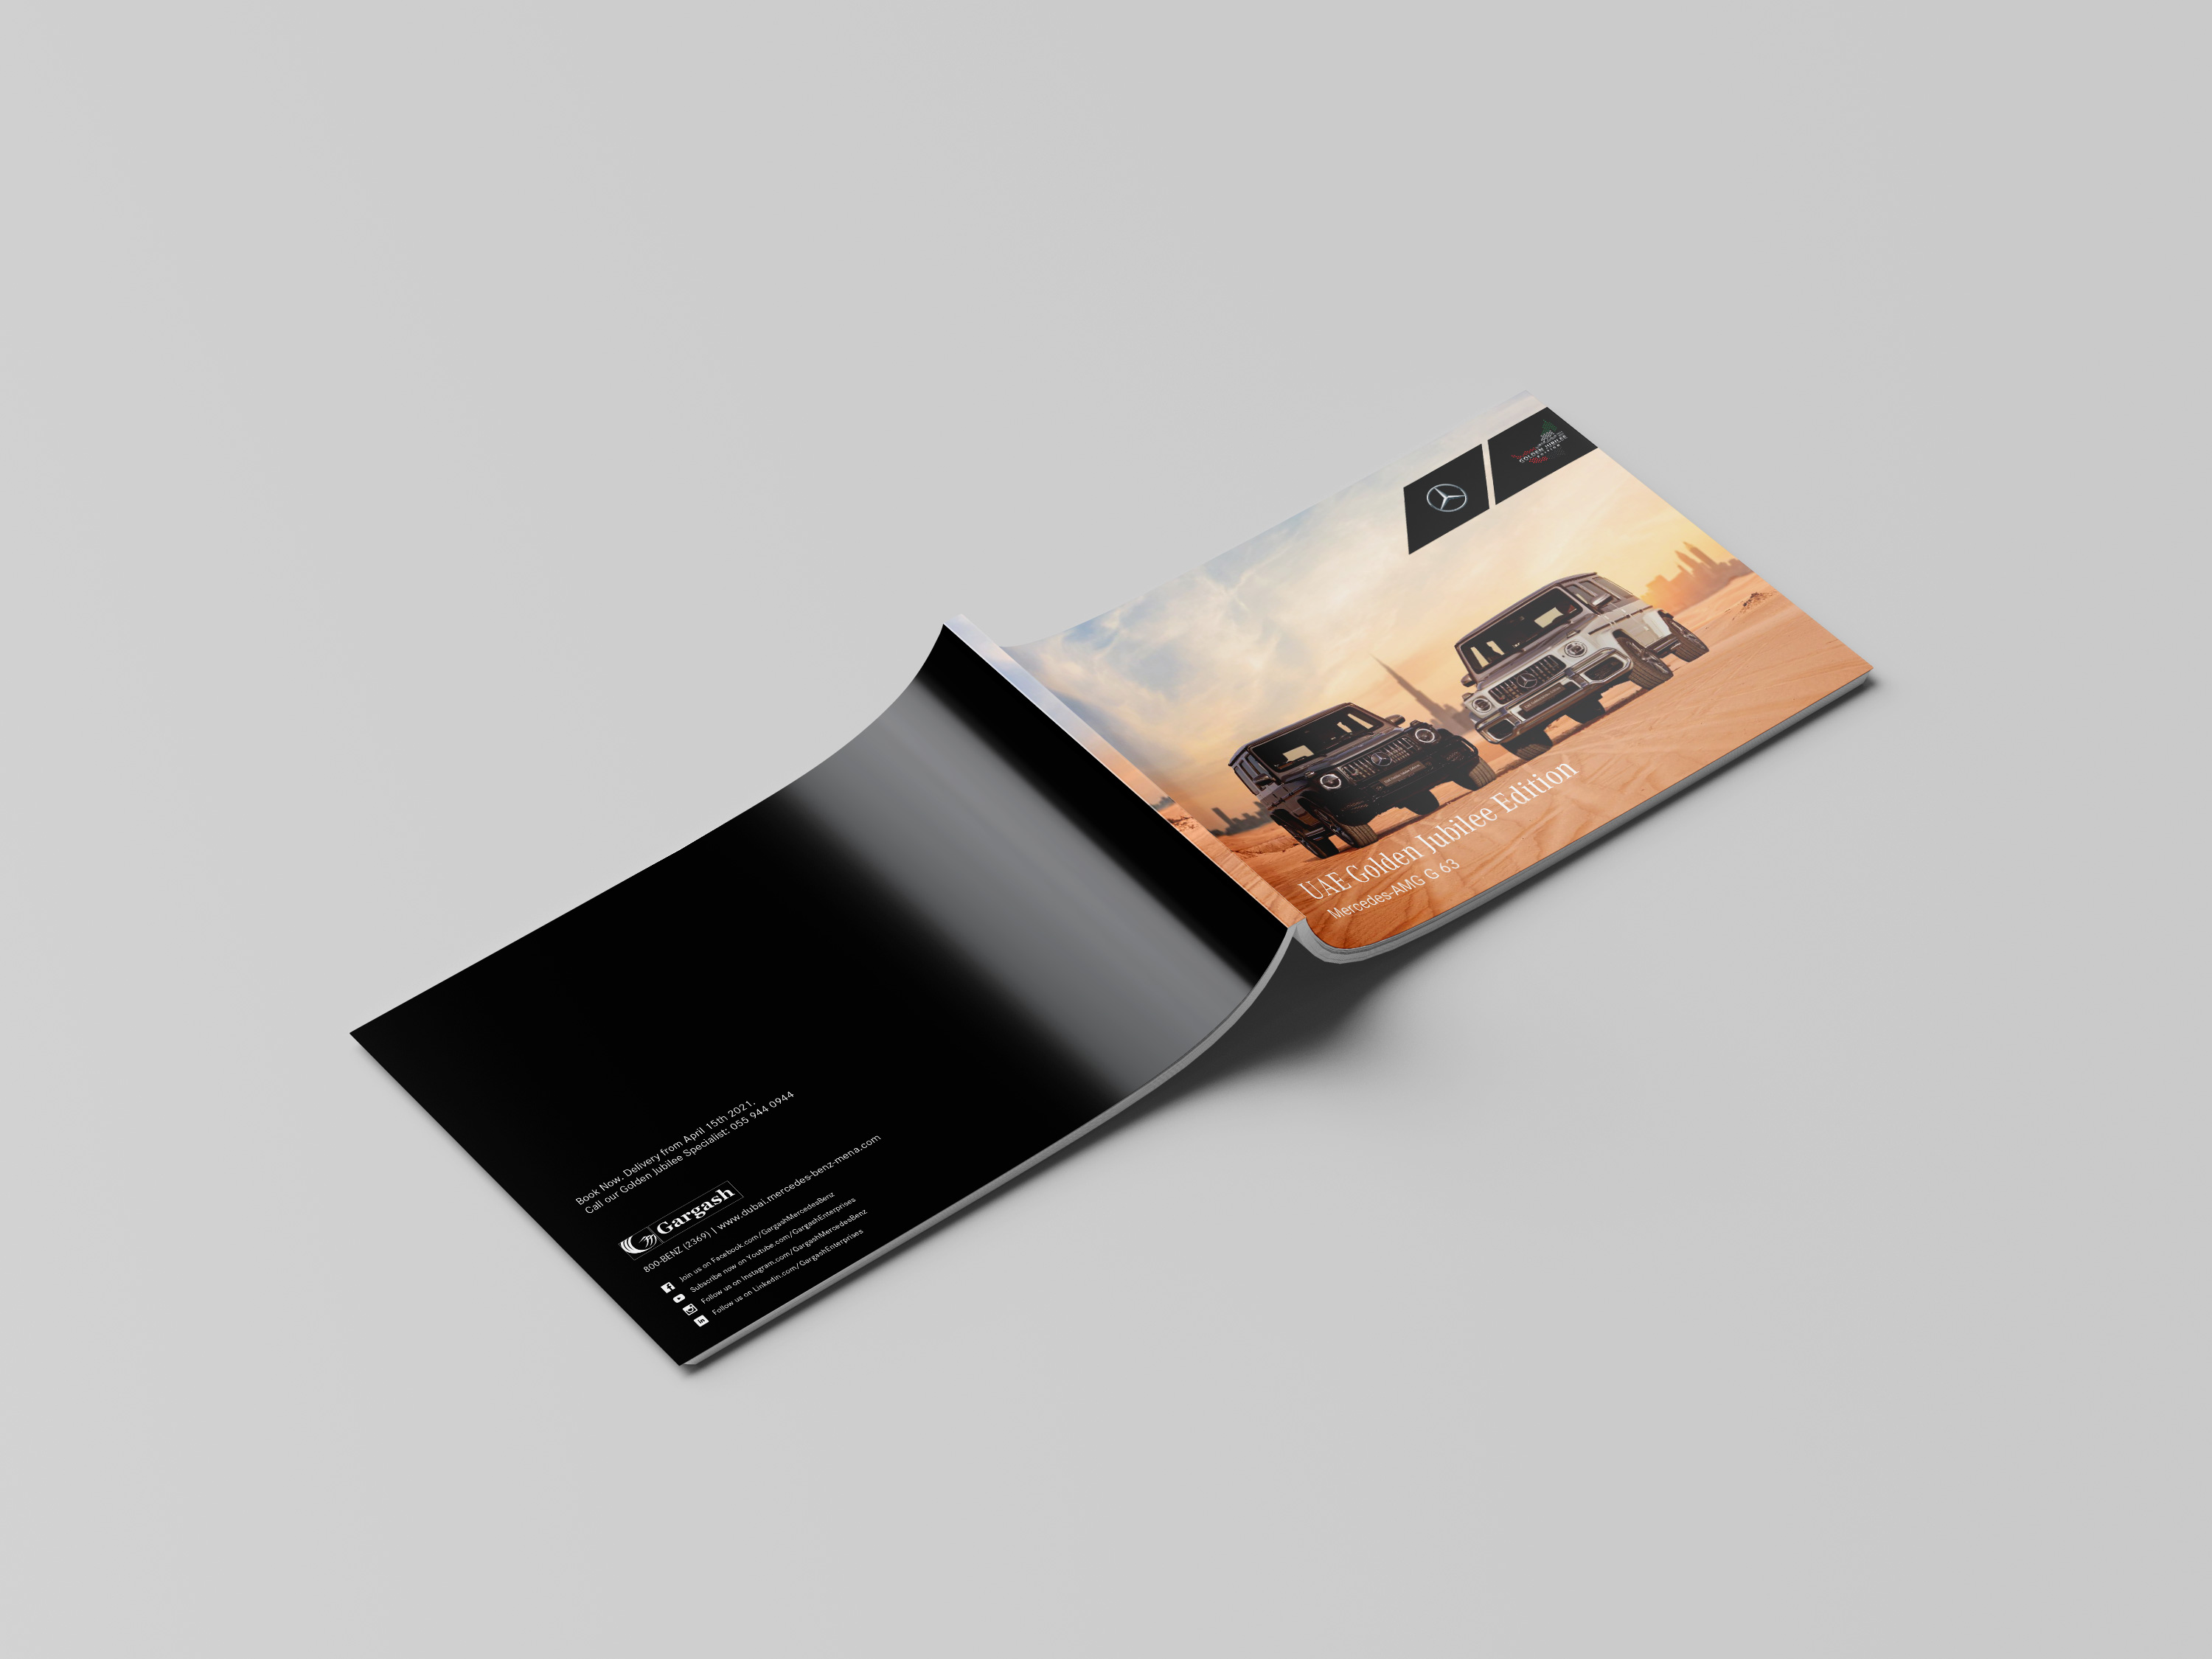 GOLDEN JUBILEE
EDITION
UAE Golden Jubilee Edition
Mercedes-AMG G 63
Book Now. Delivery from April 15th 2021.
Call our Golden Jubilee Specialist: 055 944 0944
Gargash
800-BENZ (2369) | www.dubai.mercedes-benz-mena.com
Join us on Facebook.com/GargashMercedesBenz
Subscribe now on Youtube.com/GargashEnterprises
Follow us on Instagram.com/GargashMercedesBenz
Follow us on Linkedin.com/GargashEnterprises